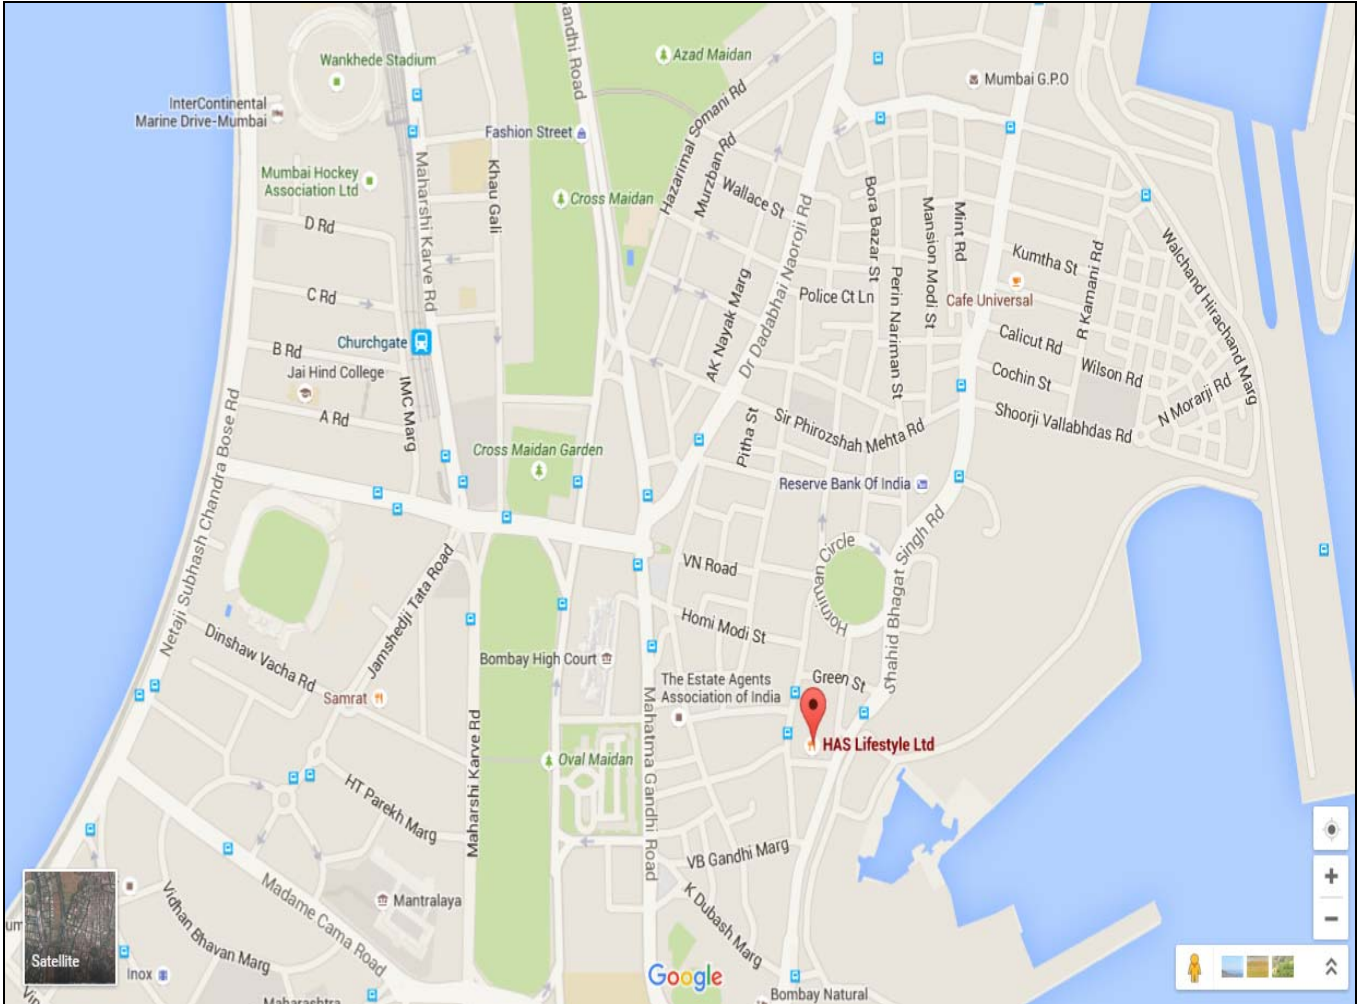 andhi Road
Azad Maidan
Wankhede Stadium
Mumbai G.P.O
InterContinental
Marine Drive-Mumbai
Fashion Street
Hazarimal Somani Rd
Murzban Rd
Maharshi Karve Rd
Khau Gali
Mumbai Hockey
Association Ltd
Cross Maidan
Wallace St
Bora Bazar St
Mansion Modi St
Mint Rd
D Rd
Kumtha St
R Kamani Rd
Walchand Hirachand Marg
Dr Dadabhai Naoroji Rd
AK Nayak Marg
Police Ct Ln
Perin Nariman St
Cafe Universal
C Rd
Churchgate
Calicut Rd
B Rd
Jai Hind College
IMC Marg
Cochin St
Wilson Rd
N Morarji Rd
A Rd
Netaji Subhash Chandra Bose Rd
Pitha St
Sir Phirozshah Mehta Rd
Shoorji Vallabhdas Rd
Cross Maidan Garden
Reserve Bank Of India
Shahid Bhagat Singh Rd
Jamshedji Tata Road
VN Road
Horniman Circle
Homi Modi St
Dinshaw Vacha Rd
Bombay High Court
The Estate Agents
Association of India
Green St
Samrat
Maharshi Karve Rd
Mahatma Gandhi Road
HAS Lifestyle Ltd
Oval Maidan
HT Parekh Marg
VB Gandhi Marg
K Dubash Marg
Madame Cama Road
Mantralaya
Vidhan Bhavan Marg
um
Satellite
Inox
Google
Bombay Natural
Maharashtra
Vin